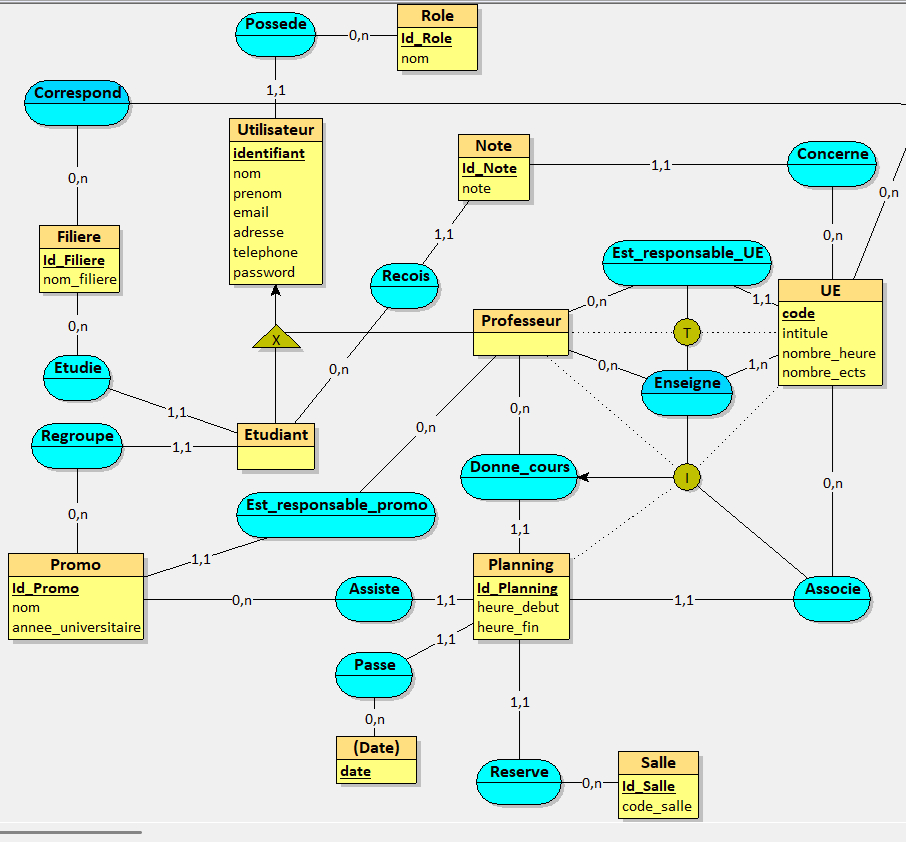 Possede
0,n
Role
Id_Role
nom
1,1
Correspond
0,n
Utilisateur
identifiant
nom
prenom
email
adresse
telephone
password
Note
Id_Note
note
1,1
Concerne
0,n
0,n
Filiere
Id_Filiere
nom_filiere
1,1
Recois
Est_responsable_UE
0,n
1,1
UE
code
intitule
nombre_heure
nombre_ects
Professeur
T
X
0,n
Etudie
0,n
0,n
1,n
Enseigne
1,1
0,n
0,n
Etudiant
Regroupe
1,1
Donne_cours
I
0,n
0,n
Est_responsable_promo
1,1
1,1
Promo
Id_Promo
nom
annee_universitaire
0,n
Assiste
1,1
Planning
Id_Planning
heure_debut
heure_fin
1,1
Associe
1,1
Passe
0,n
(Date)
date
1,1
Reserve
0,n
Salle
Id_Salle
code_salle